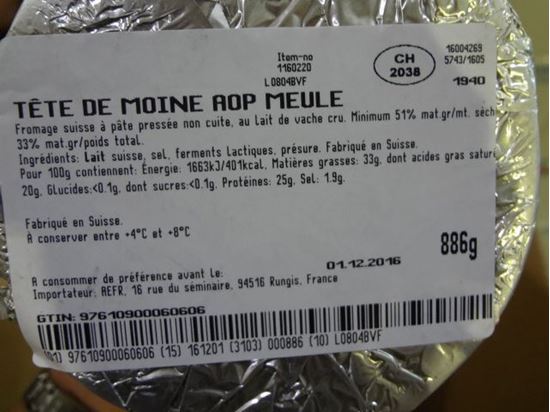 Item-no
1160220
L0804BVF
CH
2038
16004269
5743/1605
1940
TÊTE DE MOINE AOP MEULE
Fromage suisse à pâte pressée non cuite, au Lait de vache cru. Minimum 51% mat.gr/mt. séch
33% mat.gr/poids total.
Ingrédients: Lait suisse, sel, ferments Lactiques, présure. Fabriqué en Suisse.
Pour 100g contiennent: Énergie: 1663kJ/401kcal, Matières grasses: 33g, dont acides gras satur
20g, Glucides:<0.1g, dont sucres:<0.1g, Protéines: 25g, Sel: 1.9g.
Fabriqué en Suisse.
À conserver entre +4°C et +8°C
886g
A consommer de préférence avant Le: 01.12.2016
Importateur: AEFR, 16 rue du séminaire, 94516 Rungis, France
GTIN: 97610900060606
(01) 97610900060606 (15) 161201 (3103) 000886 (10) L0804BVF